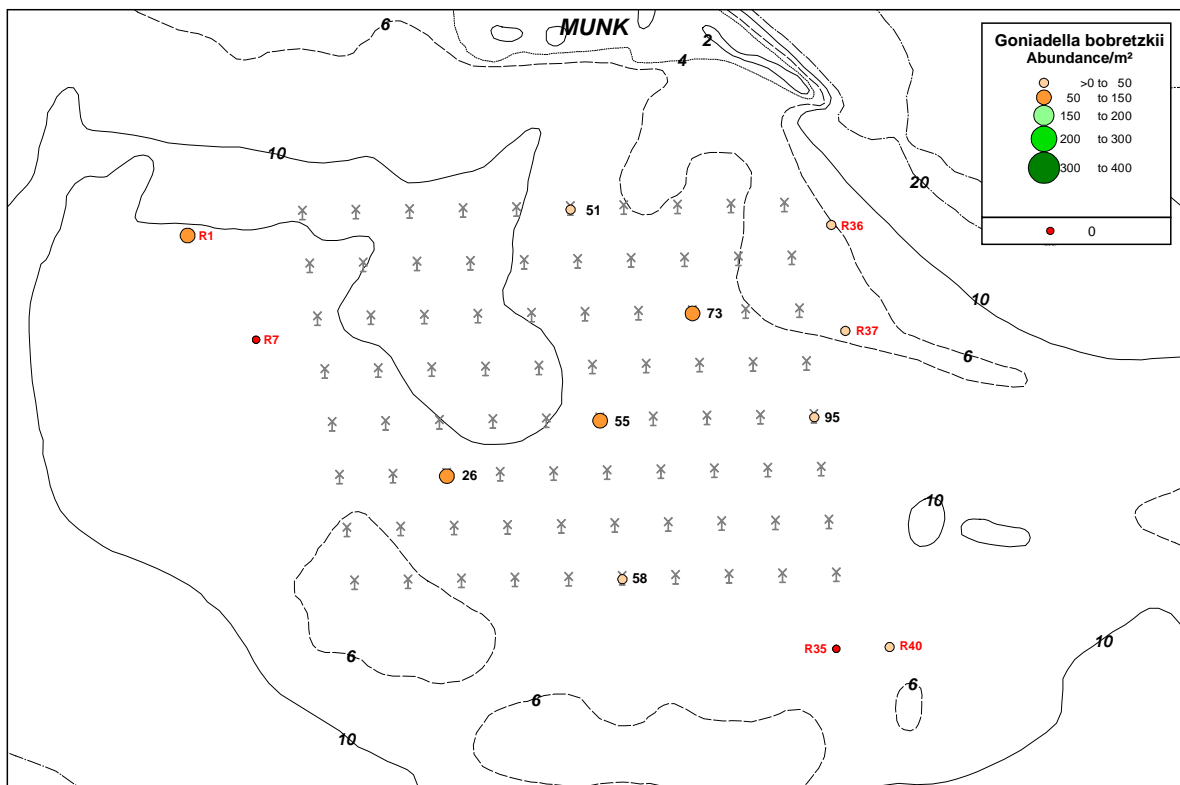 6
MUNK
2
4
Goniadella bobretzkii
Abundance/m²
>0 to 50
50 to 150
150 to 200
200 to 300
300 to 400
0
10
20
51
R1
R36
10
73
R7
R37
6
55
95
26
10
58
R35
R40
10
6
6
6
10